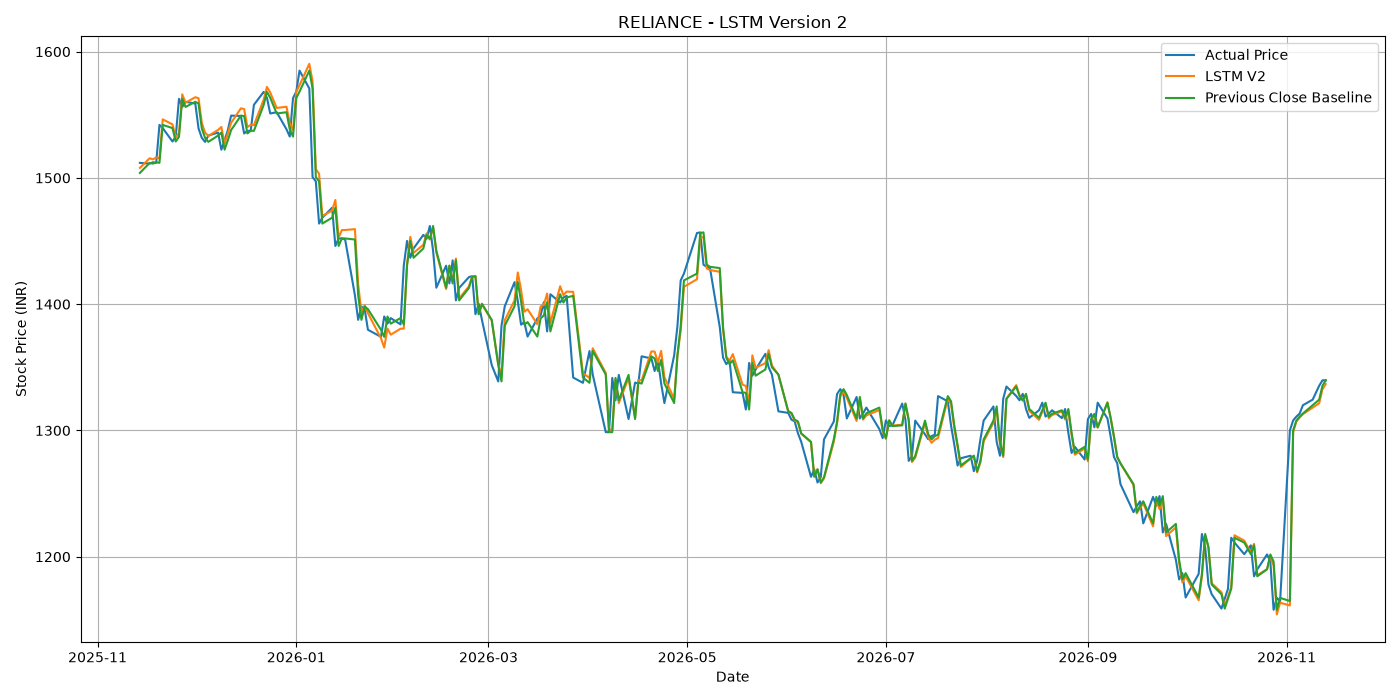 RELIANCE - LSTM Version 2
Actual Price
LSTM V2
Previous Close Baseline
Stock Price (INR)
1600
1500
1400
1300
1200
2025-11
2026-01
2026-03
2026-05
2026-07
2026-09
2026-11
Date